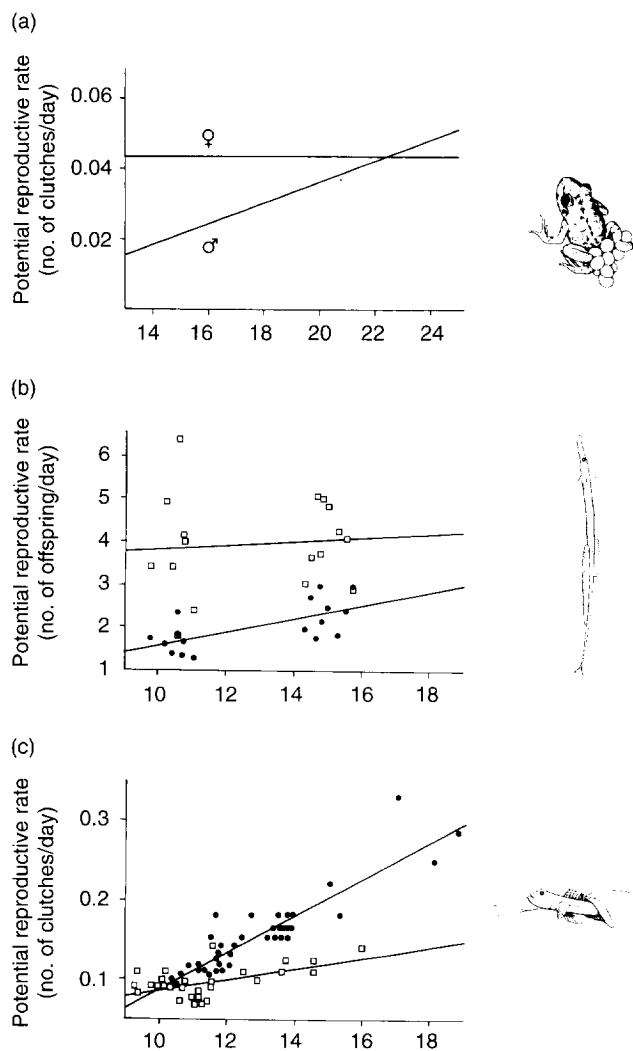 (a)
Potential reproductive rate
(no. of clutches/day)
0.06
0.04
0.02
♀
♂
14 16 18 20 22 24
(b)
Potential reproductive rate
(no. of offspring/day)
6
5
4
3
2
1
10 12 14 16 18
(c)
Potential reproductive rate
(no. of clutches/day)
0.3
0.2
0.1
10 12 14 16 18